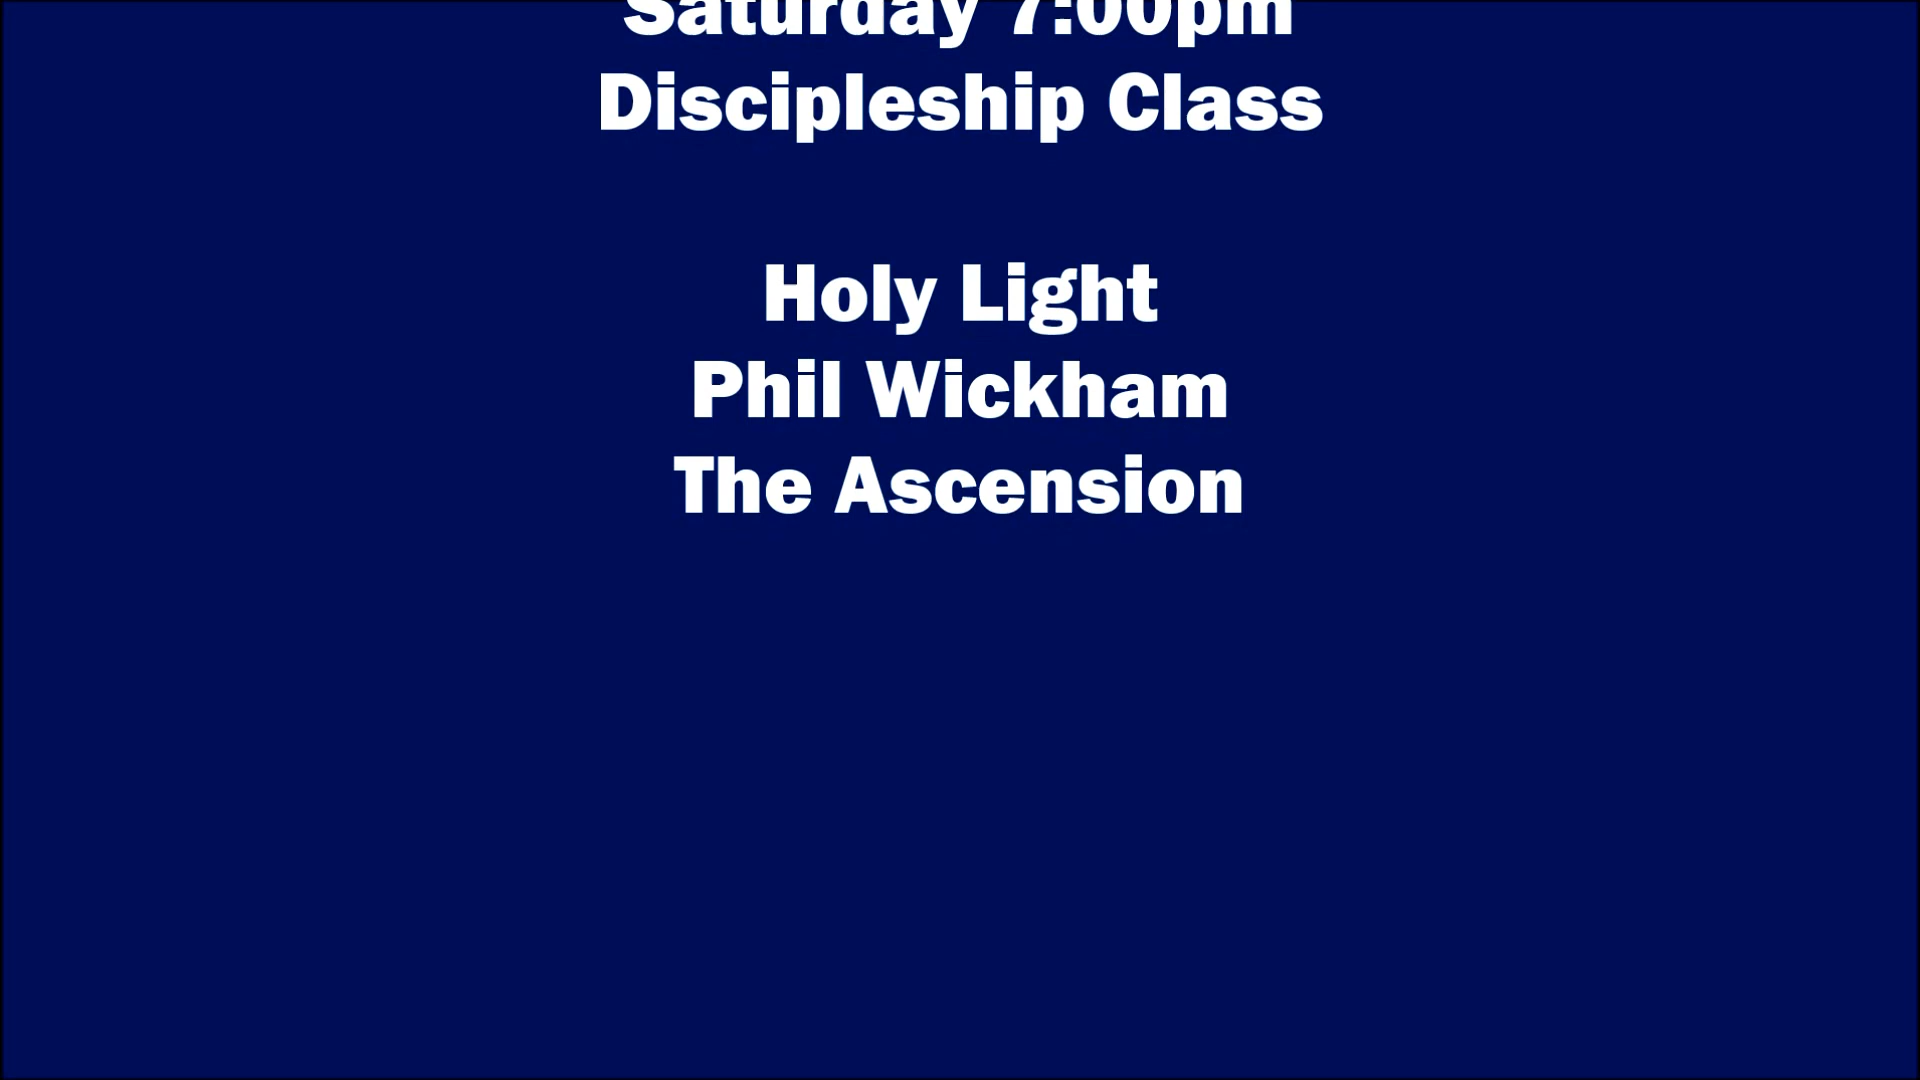 Saturday 7:00pm
Discipleship Class
Holy Light
Phil Wickham
The Ascension